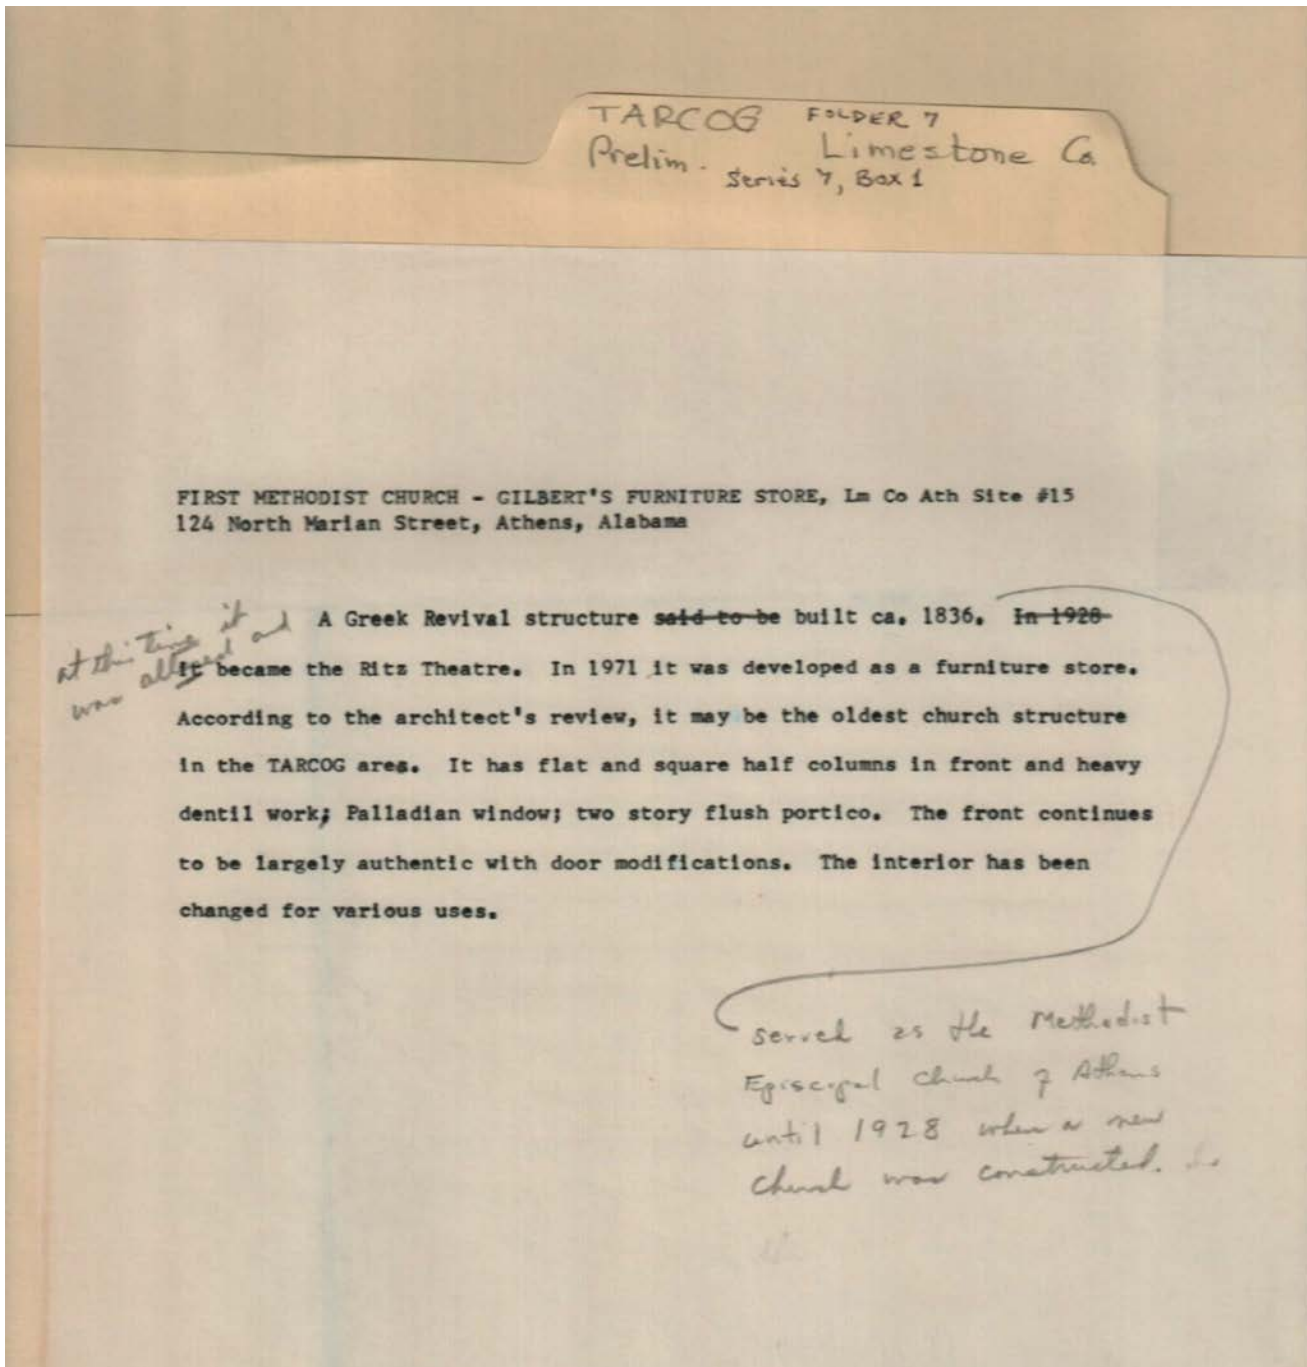 TARCOG FOLDER 7
Prelim. Limestone Co.
Series 7, Box 1
FIRST METHODIST CHURCH - GILBERT'S FURNITURE STORE, Lm Co Ath Site #15
124 North Marian Street, Athens, Alabama
at this time it
was altered and
A Greek Revival structure said to be built ca. 1836. In 1928
It became the Ritz Theatre. In 1971 it was developed as a furniture store.
According to the architect's review, it may be the oldest church structure
in the TARCOG area. It has flat and square half columns in front and heavy
dentil work; Palladian window; two story flush portico. The front continues
to be largely authentic with door modifications. The interior has been
changed for various uses.
served as the Methodist
Episcopal Church of Athens
until 1928 when a new
church was constructed.